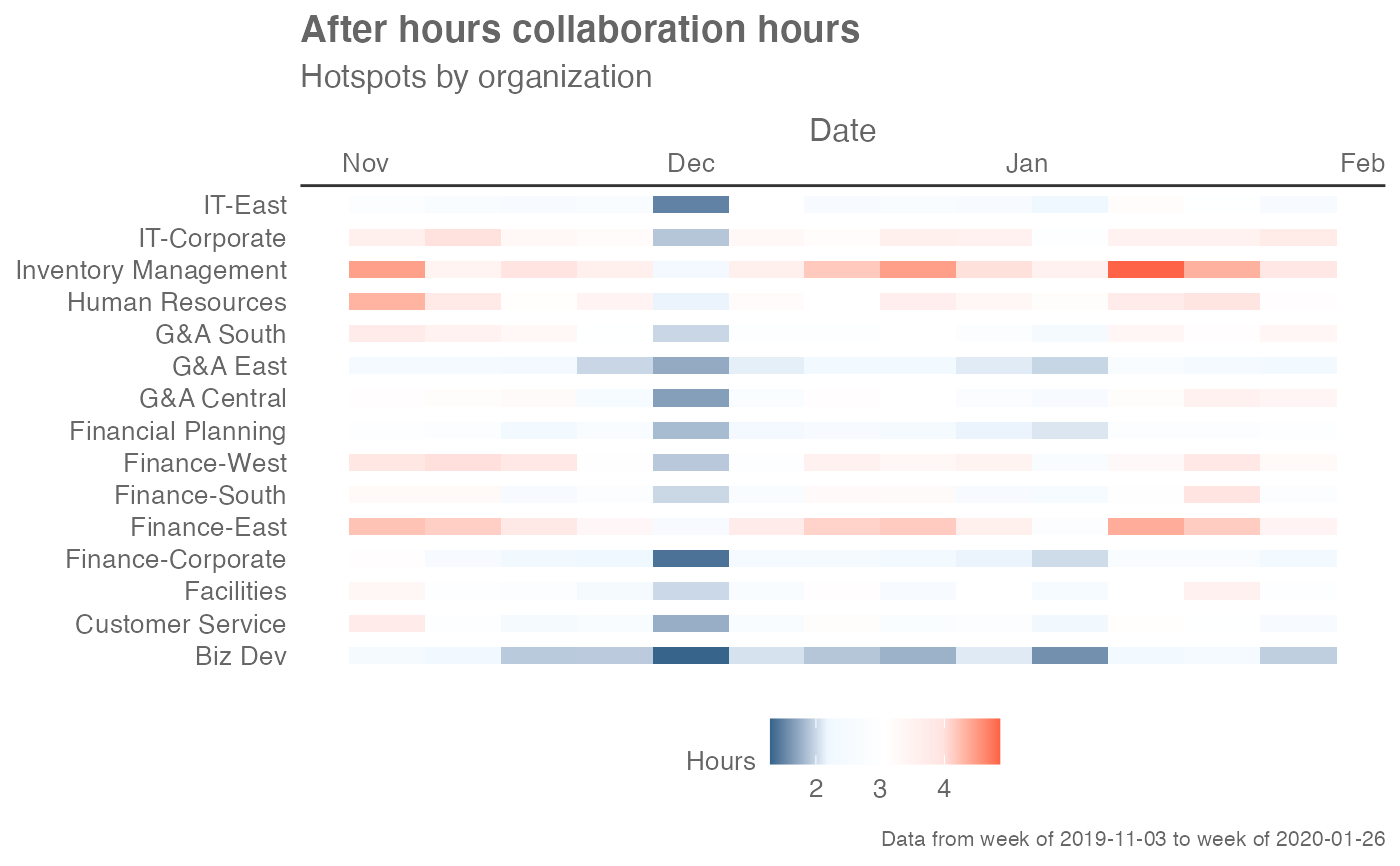 After hours collaboration hours
Hotspots by organization
Date
Nov Dec Jan Feb
IT-East
IT-Corporate
Inventory Management
Human Resources
G&A South
G&A East
G&A Central
Financial Planning
Finance-West
Finance-South
Finance-East
Finance-Corporate
Facilities
Customer Service
Biz Dev
Hours
2 3 4
Data from week of 2019-11-03 to week of 2020-01-26